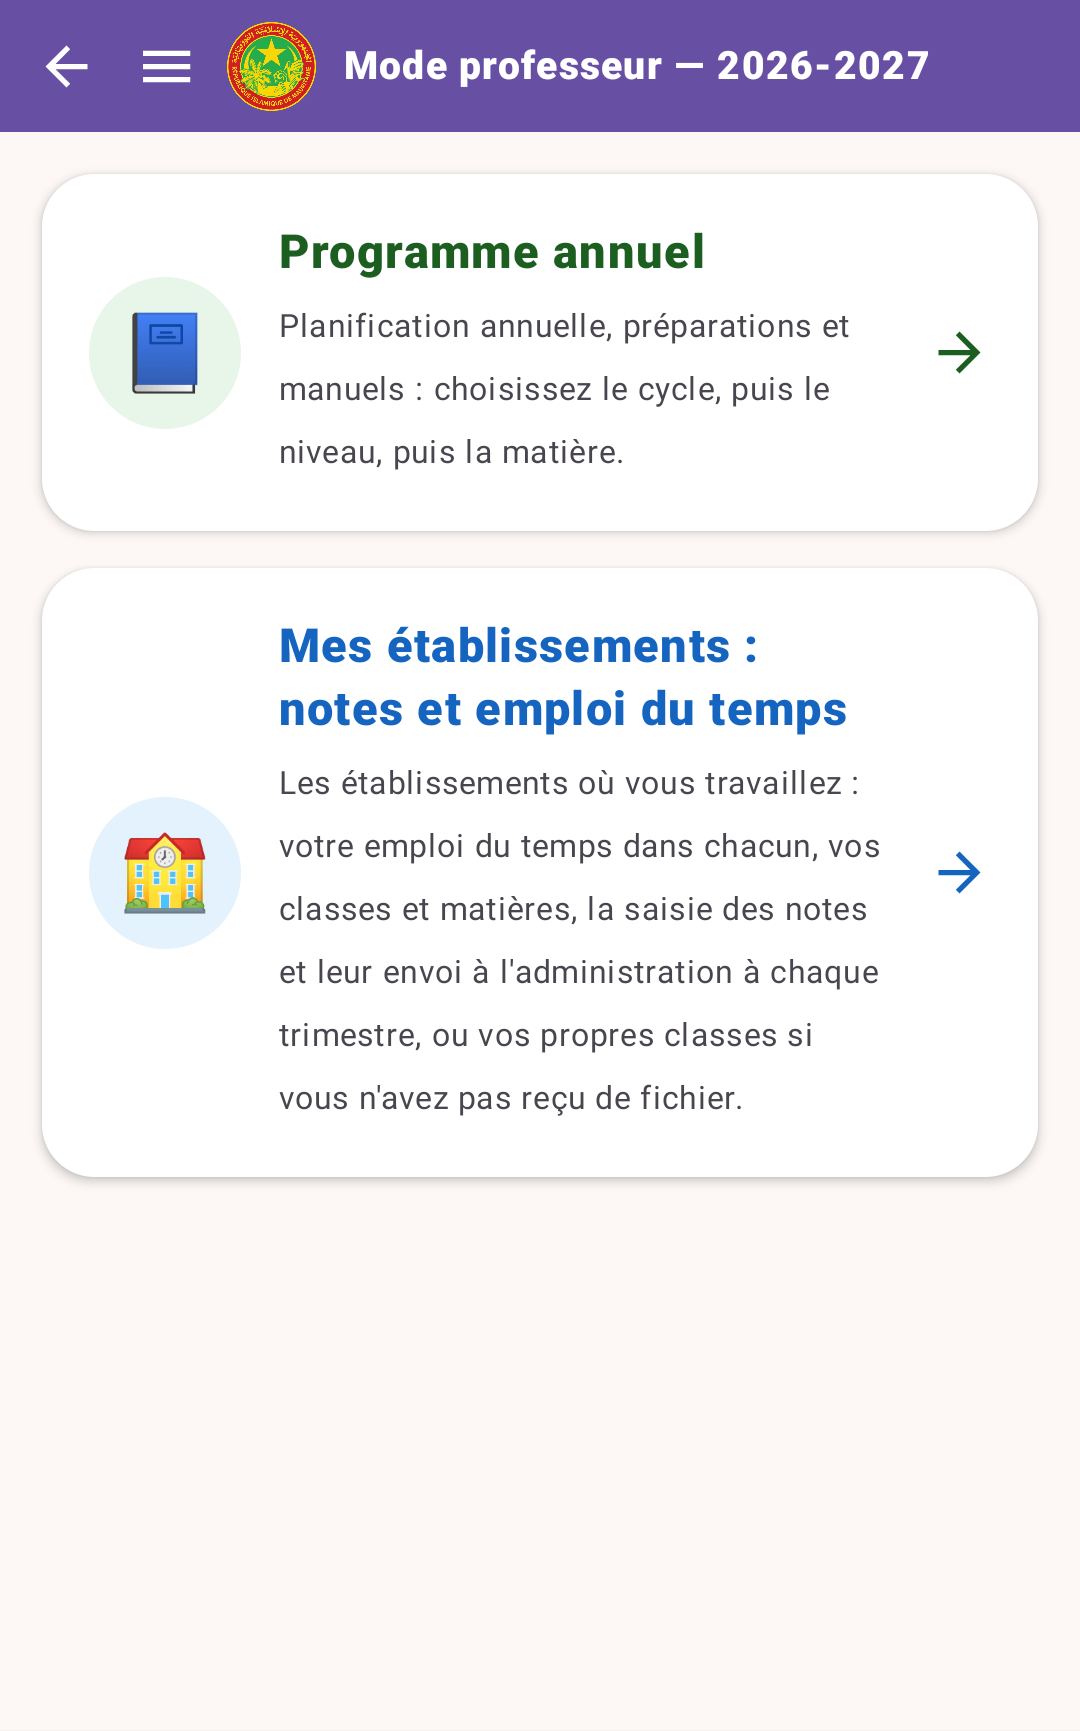 Mode professeur — 2026-2027
Programme annuel
Planification annuelle, préparations et
manuels : choisissez le cycle, puis le
niveau, puis la matière.
Mes établissements :
notes et emploi du temps
Les établissements où vous travaillez :
votre emploi du temps dans chacun, vos
classes et matières, la saisie des notes
et leur envoi à l'administration à chaque
trimestre, ou vos propres classes si
vous n'avez pas reçu de fichier.